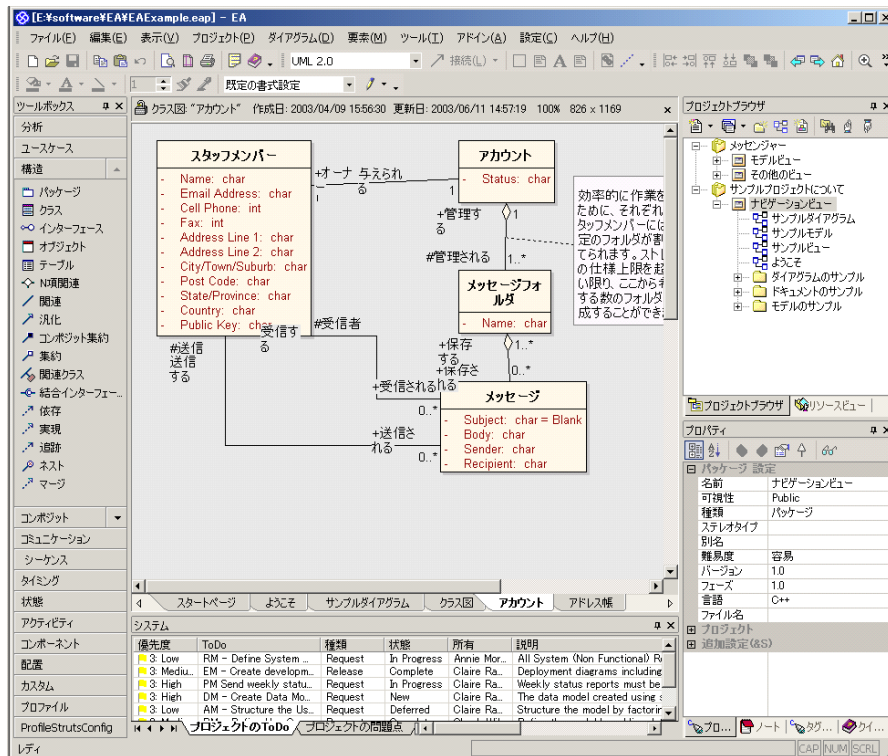 [E:¥software¥EA¥EAExample.eap] - EA
ファイル(F) 編集(E) 表示(V) プロジェクト(P) ダイアグラム(D) 要素(M) ツール(T) アドイン(A) 設定(C) ヘルプ(H)
UML 2.0 接続(L)
1 既定の書式設定
ツールボックス
分析
ユースケース
構造
パッケージ
クラス
インターフェース
オブジェクト
テーブル
N項関連
関連
汎化
コンポジット集約
集約
関連クラス
結合インターフェー...
依存
実現
追跡
ネスト
マージ
コンポジット
コミュニケーション
シーケンス
タイミング
状態
アクティビティ
コンポーネント
配置
カスタム
プロファイル
ProfileStrutsConfig
クラス図: "アカウント" 作成日: 2003/04/09 15:56:30 更新日: 2003/06/11 14:57:19 100% 826 x 1169
スタッフメンバー
- Name: char
- Email Address: char
- Cell Phone: int
- Fax: int
- Address Line 1: char
- Address Line 2: char
- City/Town/Suburb: char
- Post Code: char
- State/Province: char
- Country: char
- Public Key: char
+オーナ 与えられ
る
1
1
アカウント
- Status: char
+管理す
る
1
#管理される
1..*
効率的に作業を
ために、それぞれ
タッフメンバーには
定のフォルダが割
てられます。ストレ
の仕様上限を超
い限り、ここから
する数のフォルダ
成することができ
メッセージフォ
ルダ
- Name: char
受信す
る
#受信者
#送信
送信
する
+保存
する
1..*
+保存さ
れる
0..*
+受信される
0..*
+送信さ
れる
0..*
メッセージ
- Subject: char = Blank
- Body: char
- Sender: char
- Recipient: char
スタートページ ようこそ サンプルダイアグラム クラス図 アカウント アドレス帳
システム
優先度 ToDo 種類 状態 所有 説明
3: Low RM - Define System ... Request In Progress Annie Mor... All System (Non Functional) R
3: Mediu... EM - Create developm... Release Complete Claire Ra... Deployment diagrams including
3: High PM Send weekly statu... Request In Progress Claire Ra... Weekly status reports must be
3: High DM - Create Data Mo... Request New Claire Ra... The data model created using s
3: Low AM - Structure the Us... Request Deferred Claire Ra... Structure the model by factorin
プロジェクトのToDo プロジェクトの問題点
プロジェクトブラウザ
メッセンジャー
モデルビュー
その他のビュー
サンプルプロジェクトについて
ナビゲーションビュー
サンプルダイアグラム
サンプルモデル
サンプルビュー
ようこそ
ダイアグラムのサンプル
ドキュメントのサンプル
モデルのサンプル
プロジェクトブラウザ リソースビュー
プロパティ
パッケージ 設定
名前 ナビゲーションビュー
可視性 Public
種類 パッケージ
ステレオタイプ
別名
難易度 容易
バージョン 1.0
フェーズ 1.0
言語 C++
ファイル名
プロジェクト
追加設定(&S)
プロ... ノート タグ... クイ...
レディ
CAP NUM SCRL